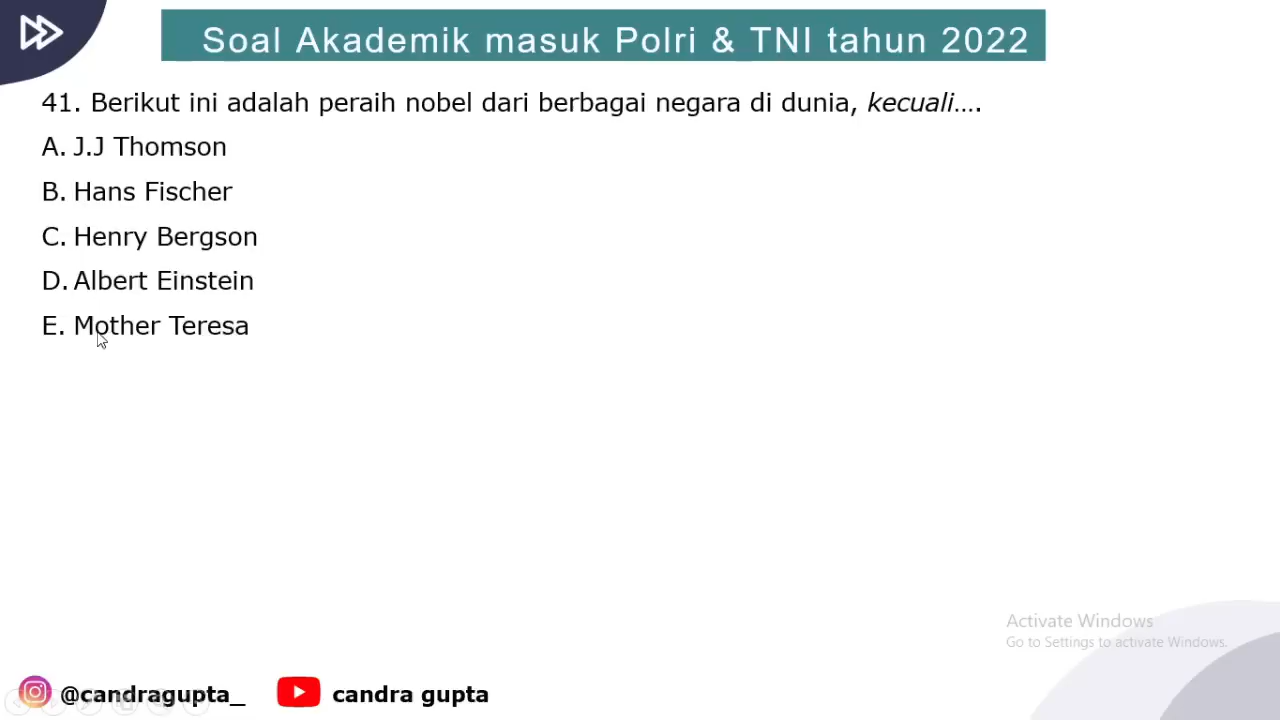 Soal Akademik masuk Polri & TNI tahun 2022
41. Berikut ini adalah peraih nobel dari berbagai negara di dunia, kecuali….
A. J.J Thomson
B. Hans Fischer
C. Henry Bergson
D. Albert Einstein
E. Mother Teresa
Activate Windows
Go to Settings to activate Windows.
@candragupta_ candra gupta